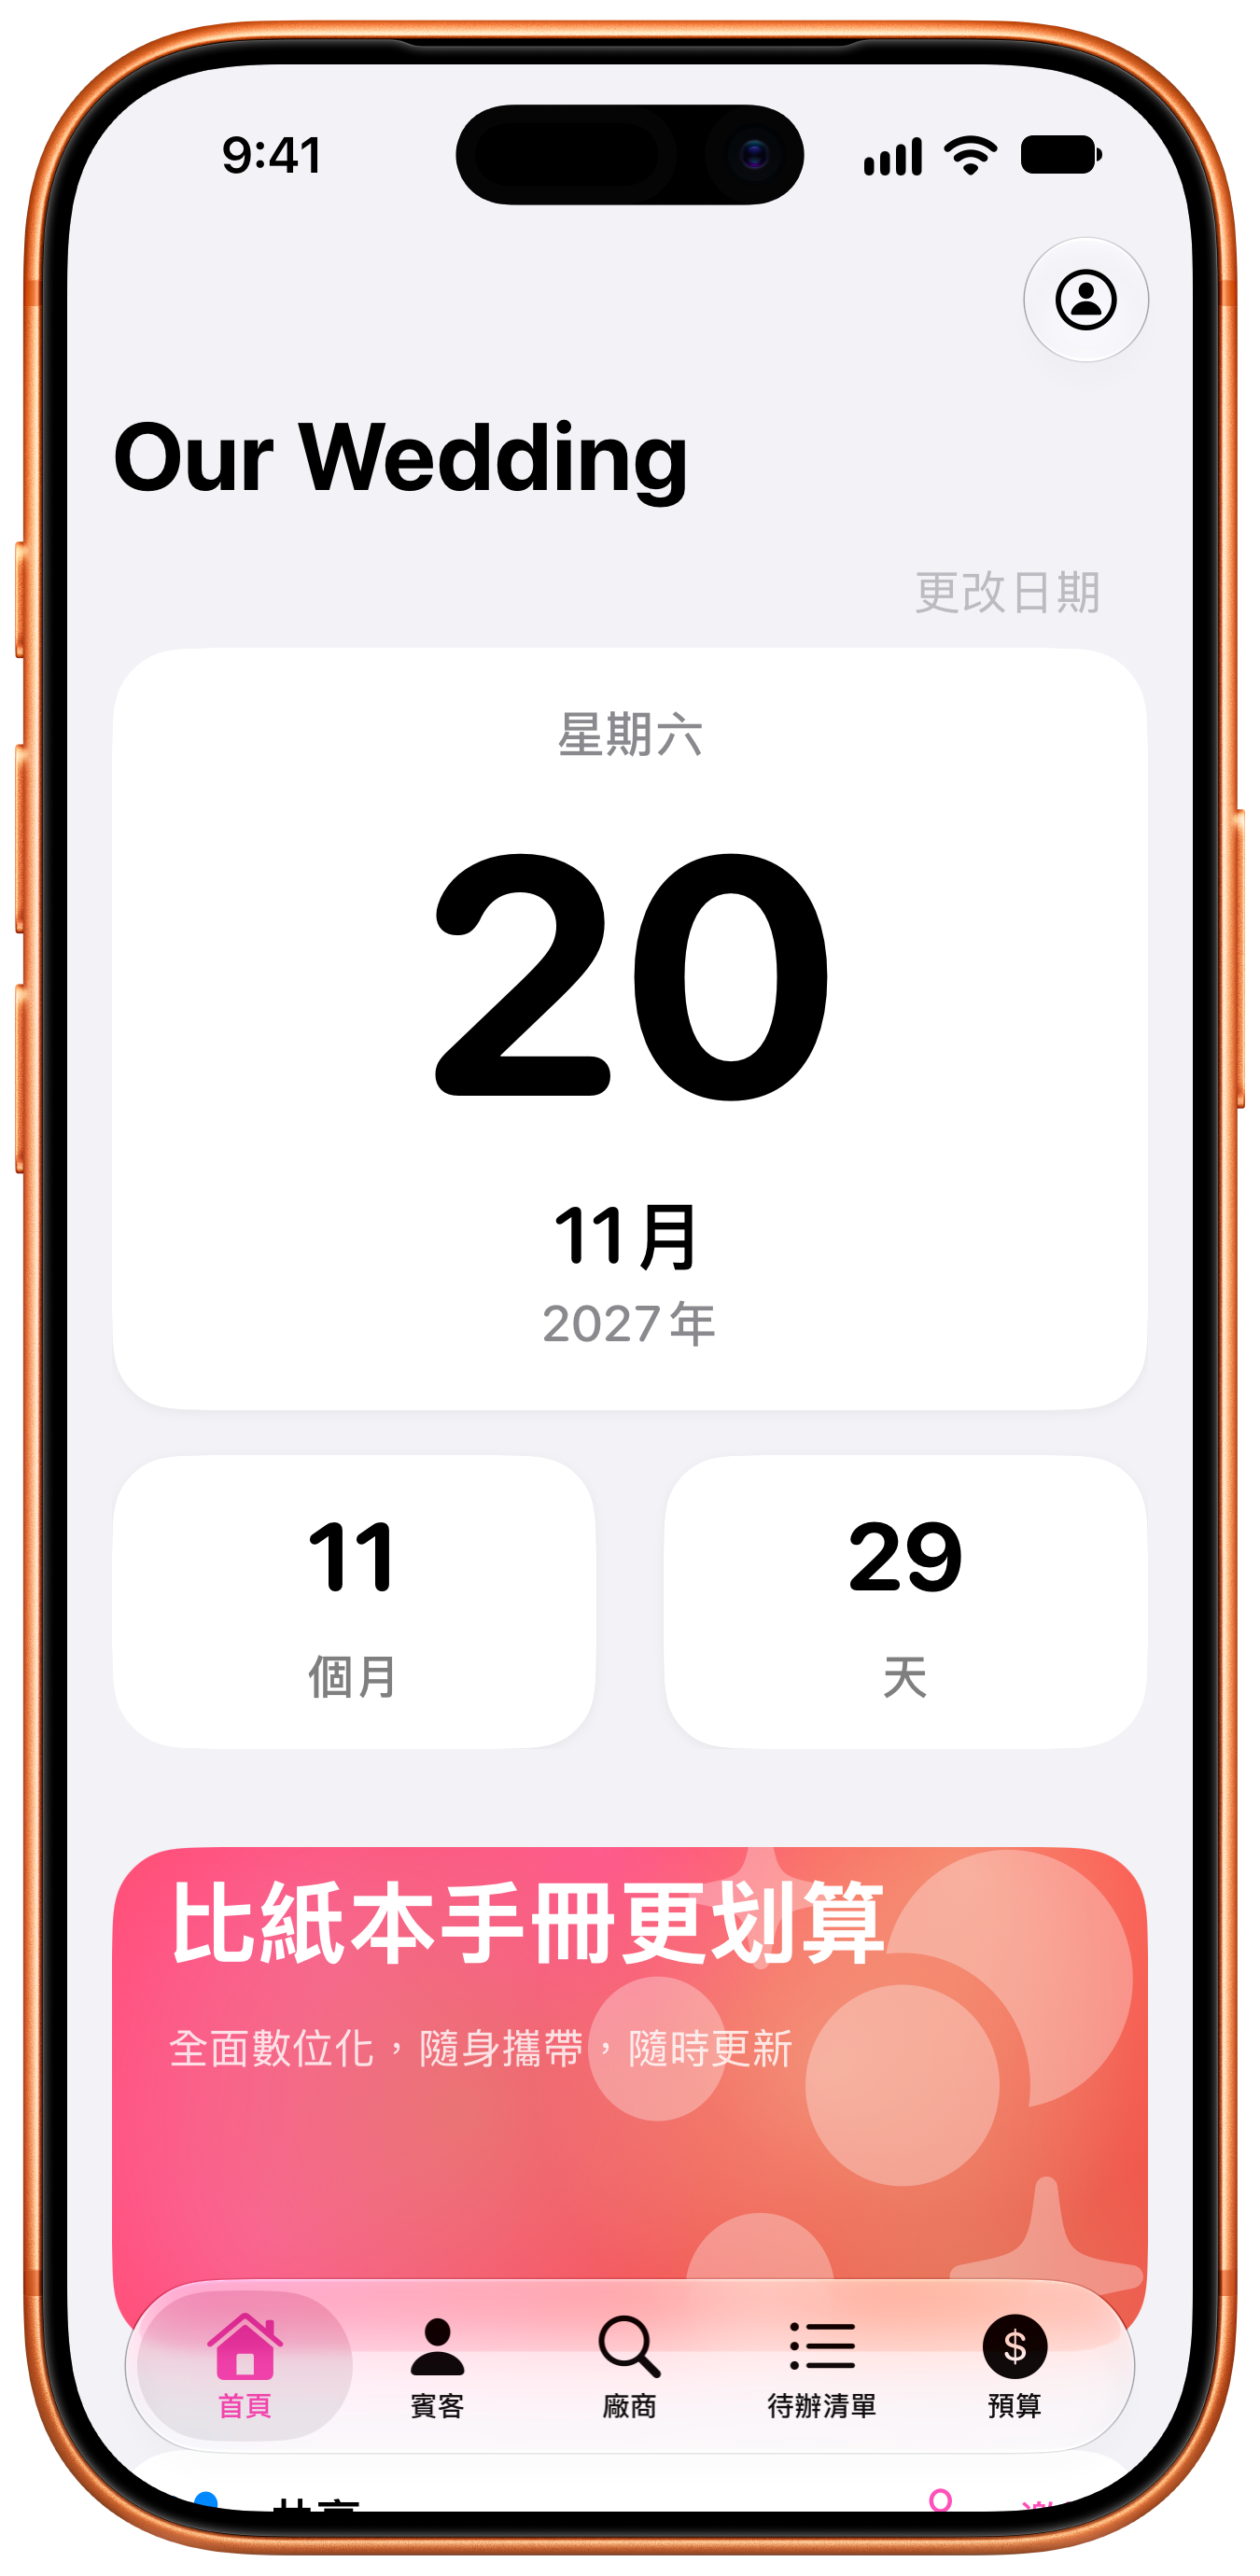 9:41
Our Wedding
更改日期
星期六
20
11月
2027年
11
個月
29
天
比紙本手冊更划算
全面數位化，隨身攜帶，隨時更新
首頁
賓客
廠商
待辦清單
$
預算